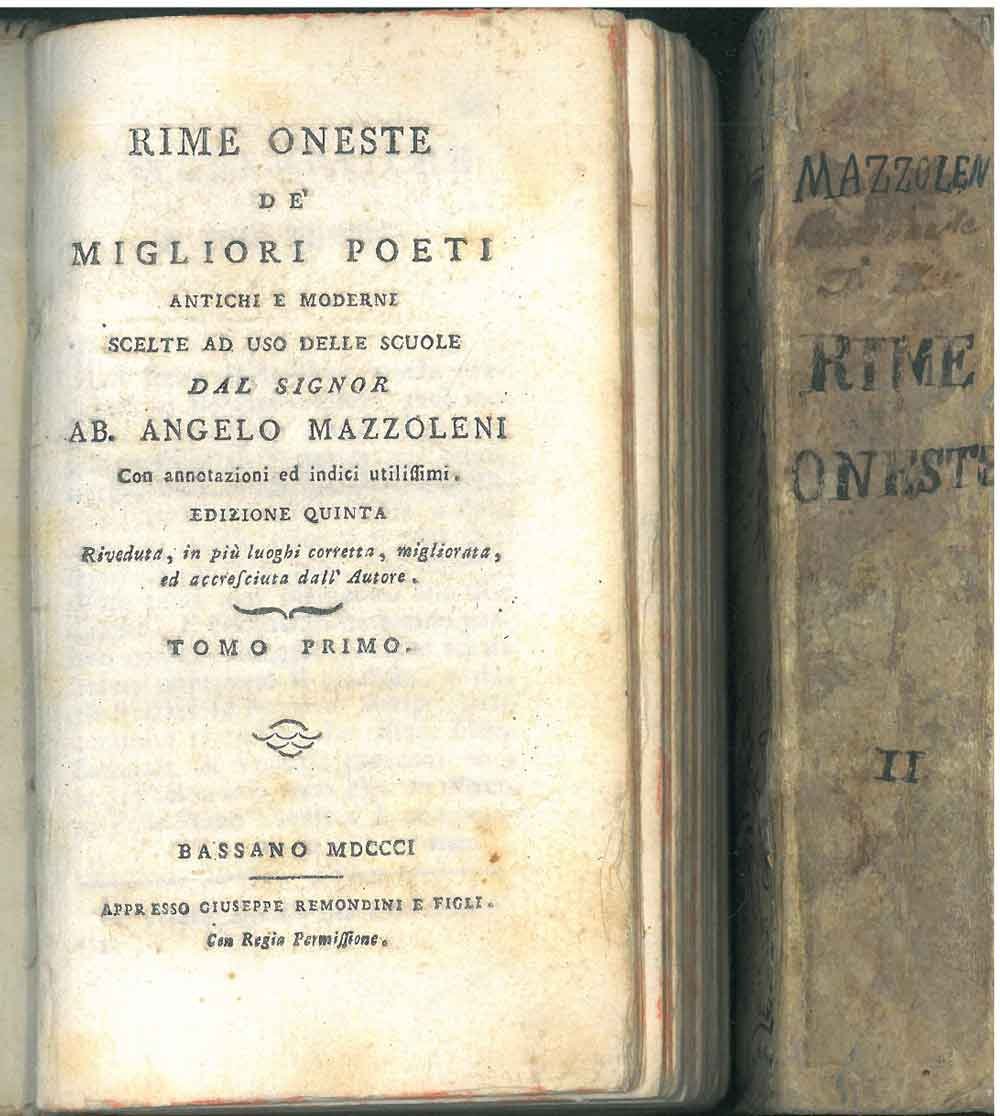 RIME ONESTE
DE'
MIGLIORI POETI
ANTICHI E MODERNI
SCELTE AD USO DELLE SCUOLE
DAL SIGNOR
AB. ANGELO MAZZOLENI
Con annotazioni ed indici utiliſſimi.
EDIZIONE QUINTA
Riveduta, in più luoghi corretta, migliorata,
ed accreſciuta dall' Autore.
TOMO PRIMO.
BASSANO MDCCCI
APPRESSO GIUSEPPE REMONDINI E FIGLI.
Con Regia Permiſſione.
MAZZOLEN
RIME
ONESTE
II